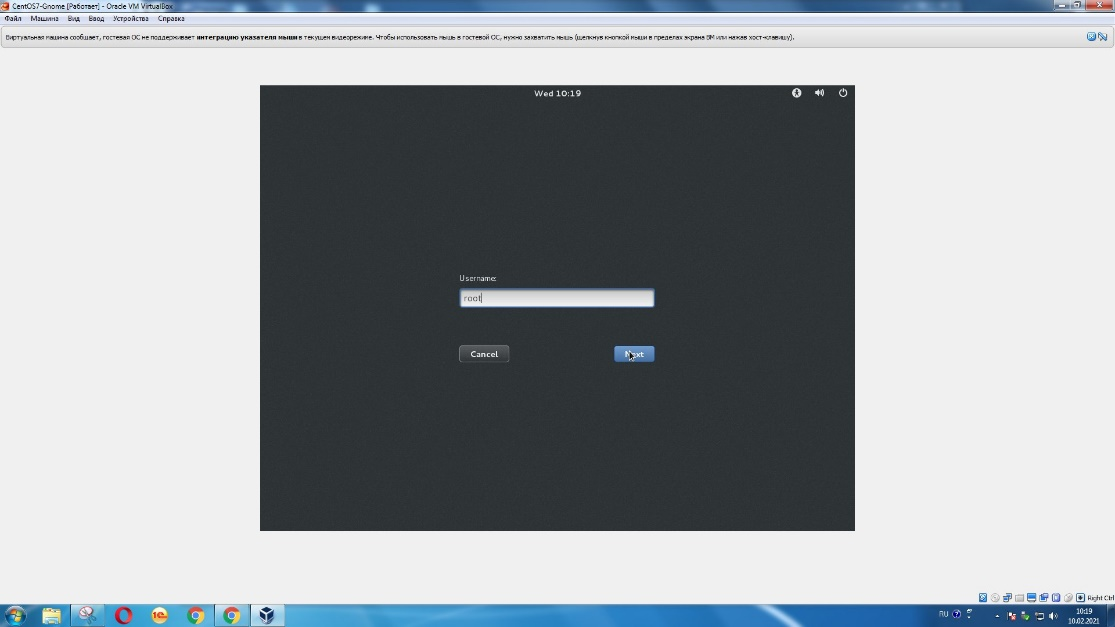 CentOS7-Gnome [Работает] - Oracle VM VirtualBox
Файл Машина Вид Ввод Устройства Справка
Виртуальная машина сообщает, гостевая ОС не поддерживает интеграцию указателя мыши в текущем видеорежиме. Чтобы использовать мышь в гостевой ОС, нужно захватить мышь (щелкнув кнопкой мыши в пределах экрана ВМ или нажав хост-клавишу).
Wed 10:19
Username:
root
Cancel
Next
Right Ctrl
RU
10:19
10.02.2021